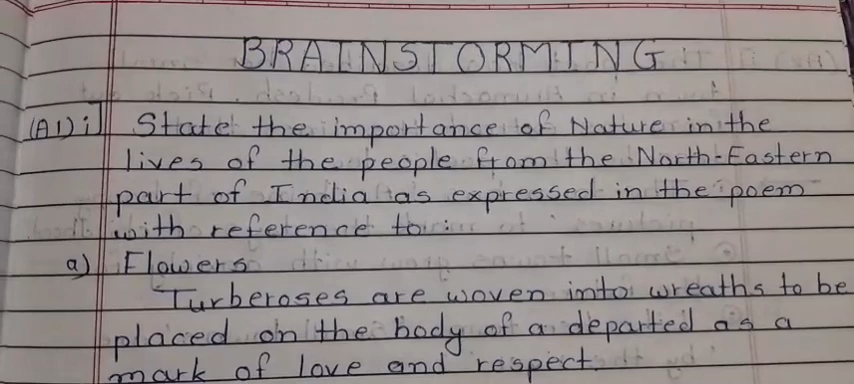 BRAINSTORMING
(A1) i] State the importance of Nature in the
lives of the people from the North-Eastern
part of India as expressed in the poem
with reference to :
a) Flowers
Turberoses are woven into wreaths to be
placed on the body of a departed as a
mark of love and respect.